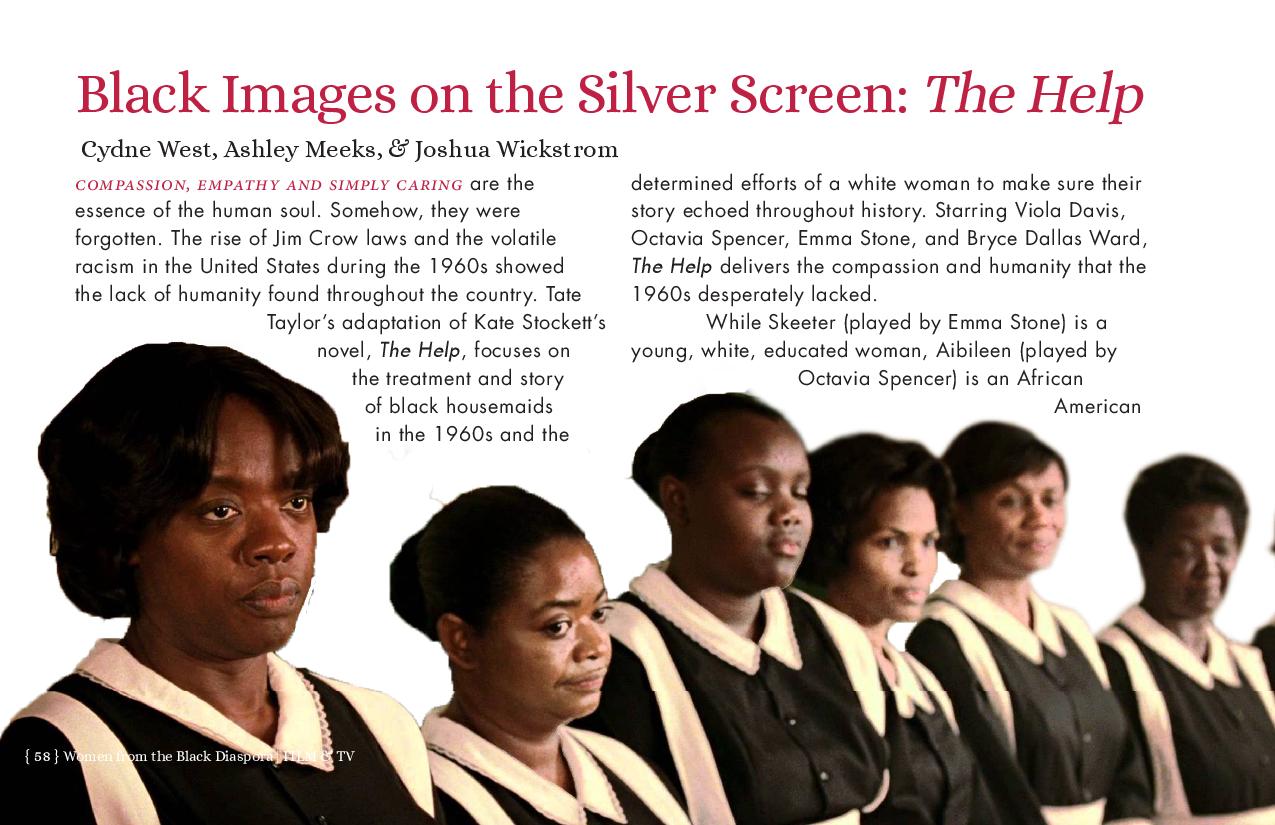 Black Images on the Silver Screen: The Help
Cydne West, Ashley Meeks, & Joshua Wickstrom
COMPASSION, EMPATHY AND SIMPLY CARING are the
essence of the human soul. Somehow, they were
forgotten. The rise of Jim Crow laws and the volatile
racism in the United States during the 1960s showed
the lack of humanity found throughout the country. Tate
Taylor's adaptation of Kate Stockett's
novel, The Help, focuses on
the treatment and story
of black housemaids
in the 1960s and the
determined efforts of a white woman to make sure their
story echoed throughout history. Starring Viola Davis,
Octavia Spencer, Emma Stone, and Bryce Dallas Ward,
The Help delivers the compassion and humanity that the
1960s desperately lacked.
While Skeeter (played by Emma Stone) is a
young, white, educated woman, Aibileen (played by
Octavia Spencer) is an African
American
{ 58 } Women from the Black Diaspora | FILM & TV